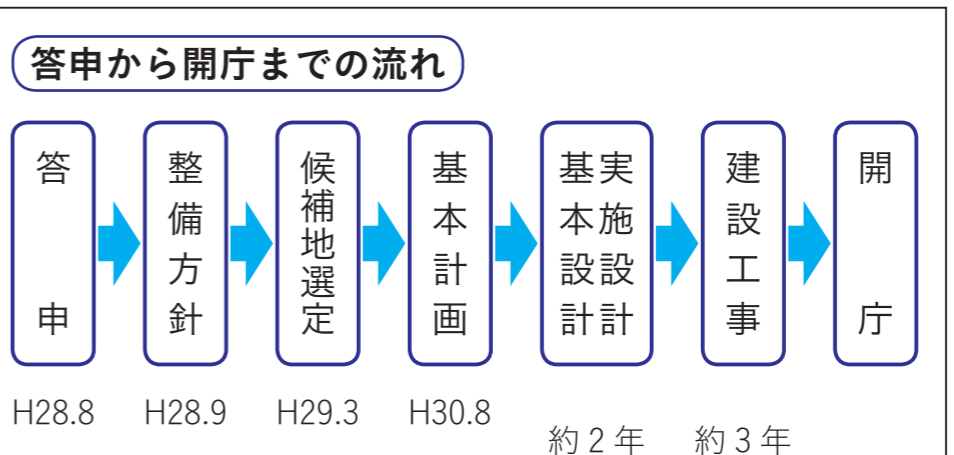 答申から開庁までの流れ
答申
整備方針
候補地選定
基本計画
実施設計
基本設計
建設工事
開庁
H28.8
H28.9
H29.3
H30.8
約2年
約3年